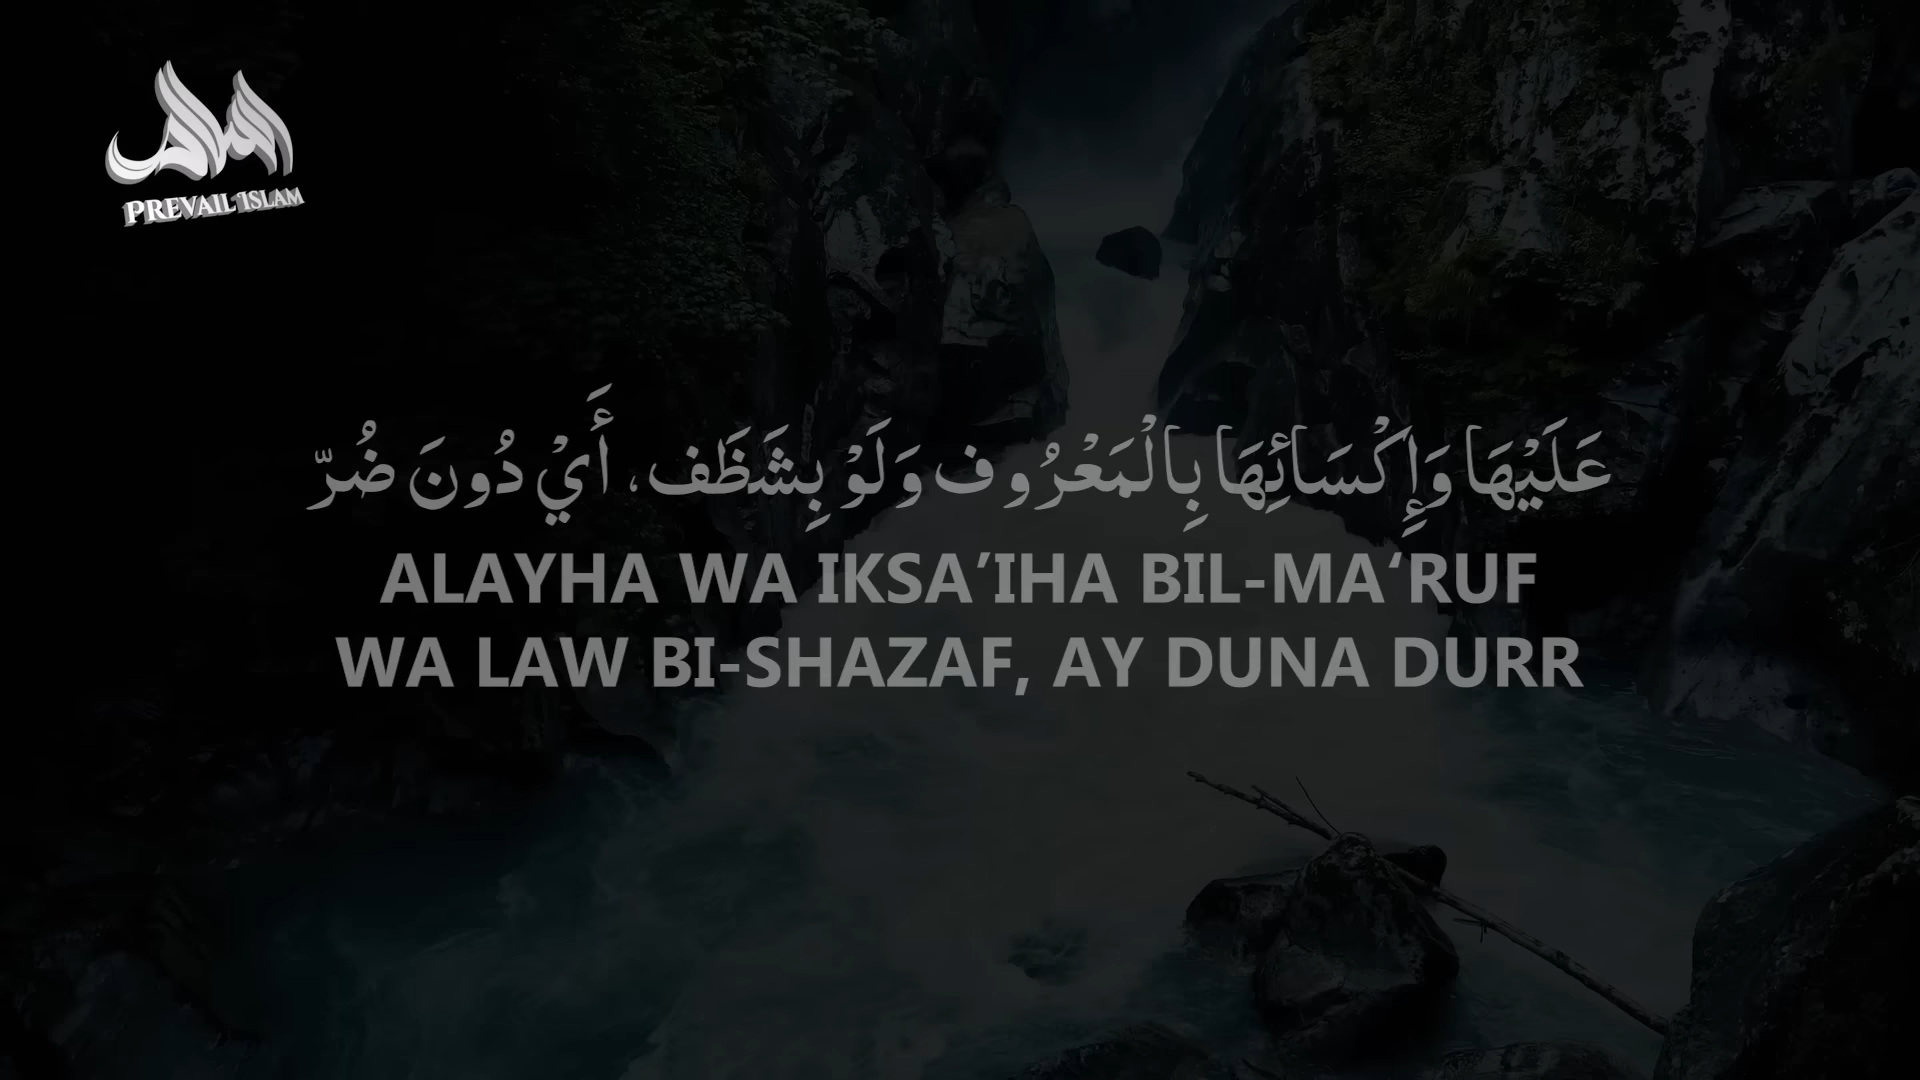 PREVAIL ISLAM
عَلَيْهَا وَإِكْسَائِهَا بِالْمَعْرُوف وَلَوْ بِشَظَف، أَيْ دُونَ ضُرّ
ALAYHA WA IKSA’IHA BIL-MA‘RUF
WA LAW BI-SHAZAF, AY DUNA DURR